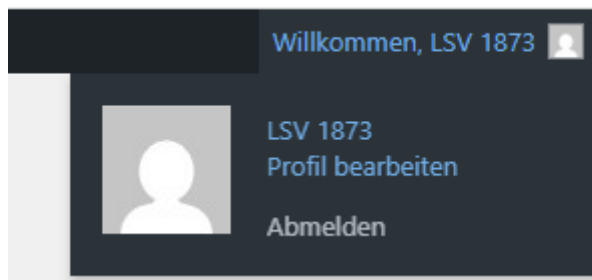 Willkommen, LSV 1873
LSV 1873
Profil bearbeiten
Abmelden